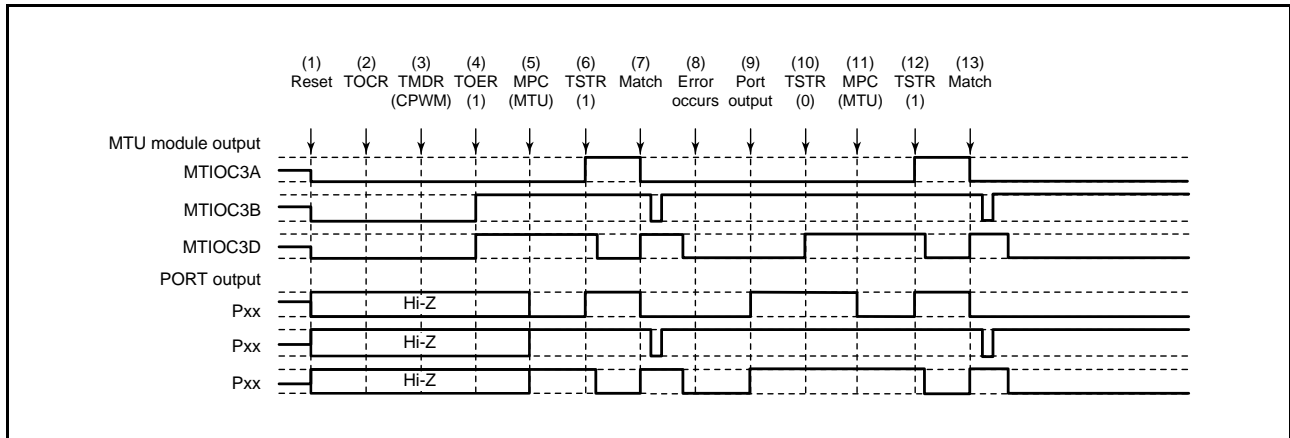 (1) (2) (3) (4) (5) (6) (7) (8) (9) (10) (11) (12) (13)
Reset TOCR TMDR TOER MPC TSTR Match Error Port TSTR MPC TSTR Match
(CPWM) (1) (MTU) (1) occurs output (0) (MTU) (1)
MTU module output
MTIOC3A
MTIOC3B
MTIOC3D
PORT output
Pxx Hi-Z
Pxx Hi-Z
Pxx Hi-Z